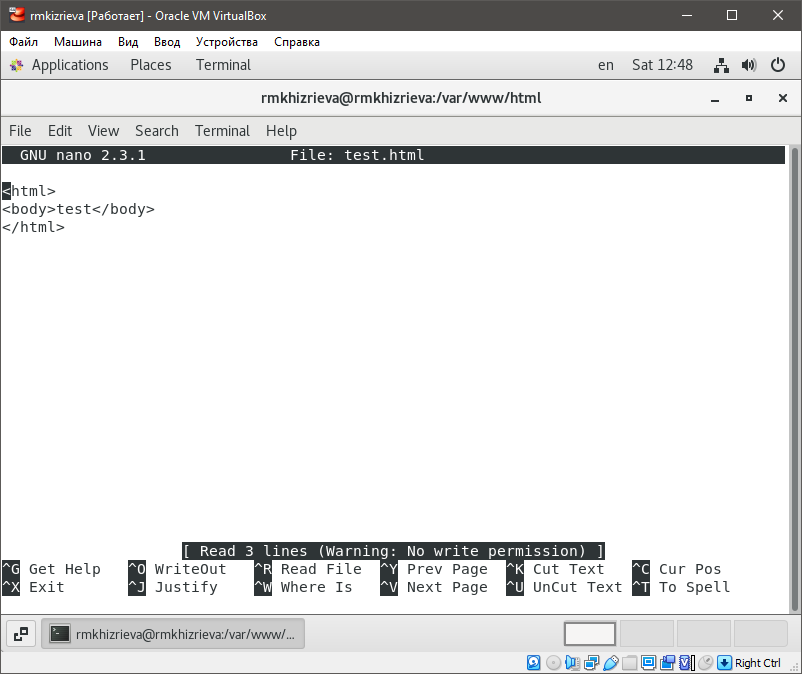 rmkizrieva [Работает] - Oracle VM VirtualBox
Файл Машина Вид Ввод Устройства Справка
Applications Places Terminal en Sat 12:48
rmkhizrieva@rmkhizrieva:/var/www/html
File Edit View Search Terminal Help
GNU nano 2.3.1 File: test.html
<html>
<body>test</body>
</html>
[ Read 3 lines (Warning: No write permission) ]
^G Get Help ^O WriteOut ^R Read File ^Y Prev Page ^K Cut Text ^C Cur Pos
^X Exit ^J Justify ^W Where Is ^V Next Page ^U UnCut Text ^T To Spell
rmkhizrieva@rmkhizrieva:/var/www/...
Right Ctrl